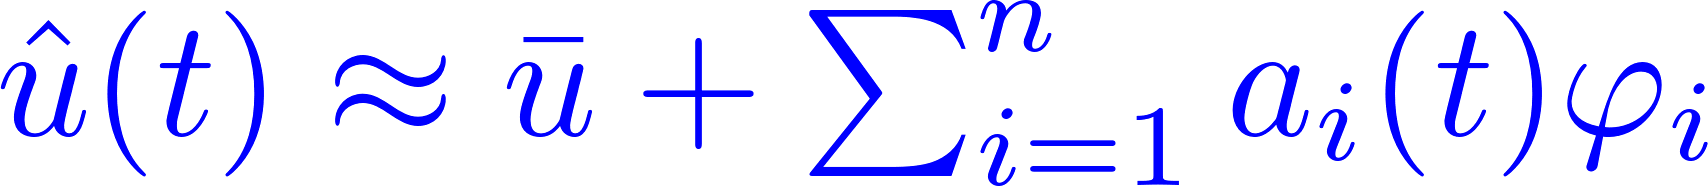 û(t) ≈ ū + ∑ⁿᵢ₌₁ aᵢ(t)φᵢ